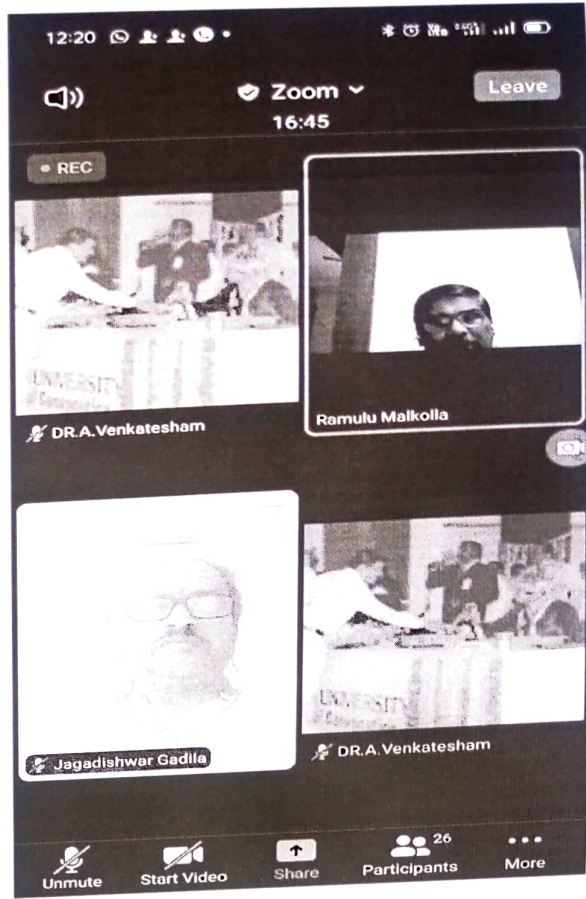 12:20
Zoom
Leave
16:45
REC
UNIVERSITY
DR.A.Venkatesham
Ramulu Malkolla
Jagadishwar Gadila
UNIVERSIT
DR.A.Venkatesham
Unmute
Start Video
Share
26
Participants
More